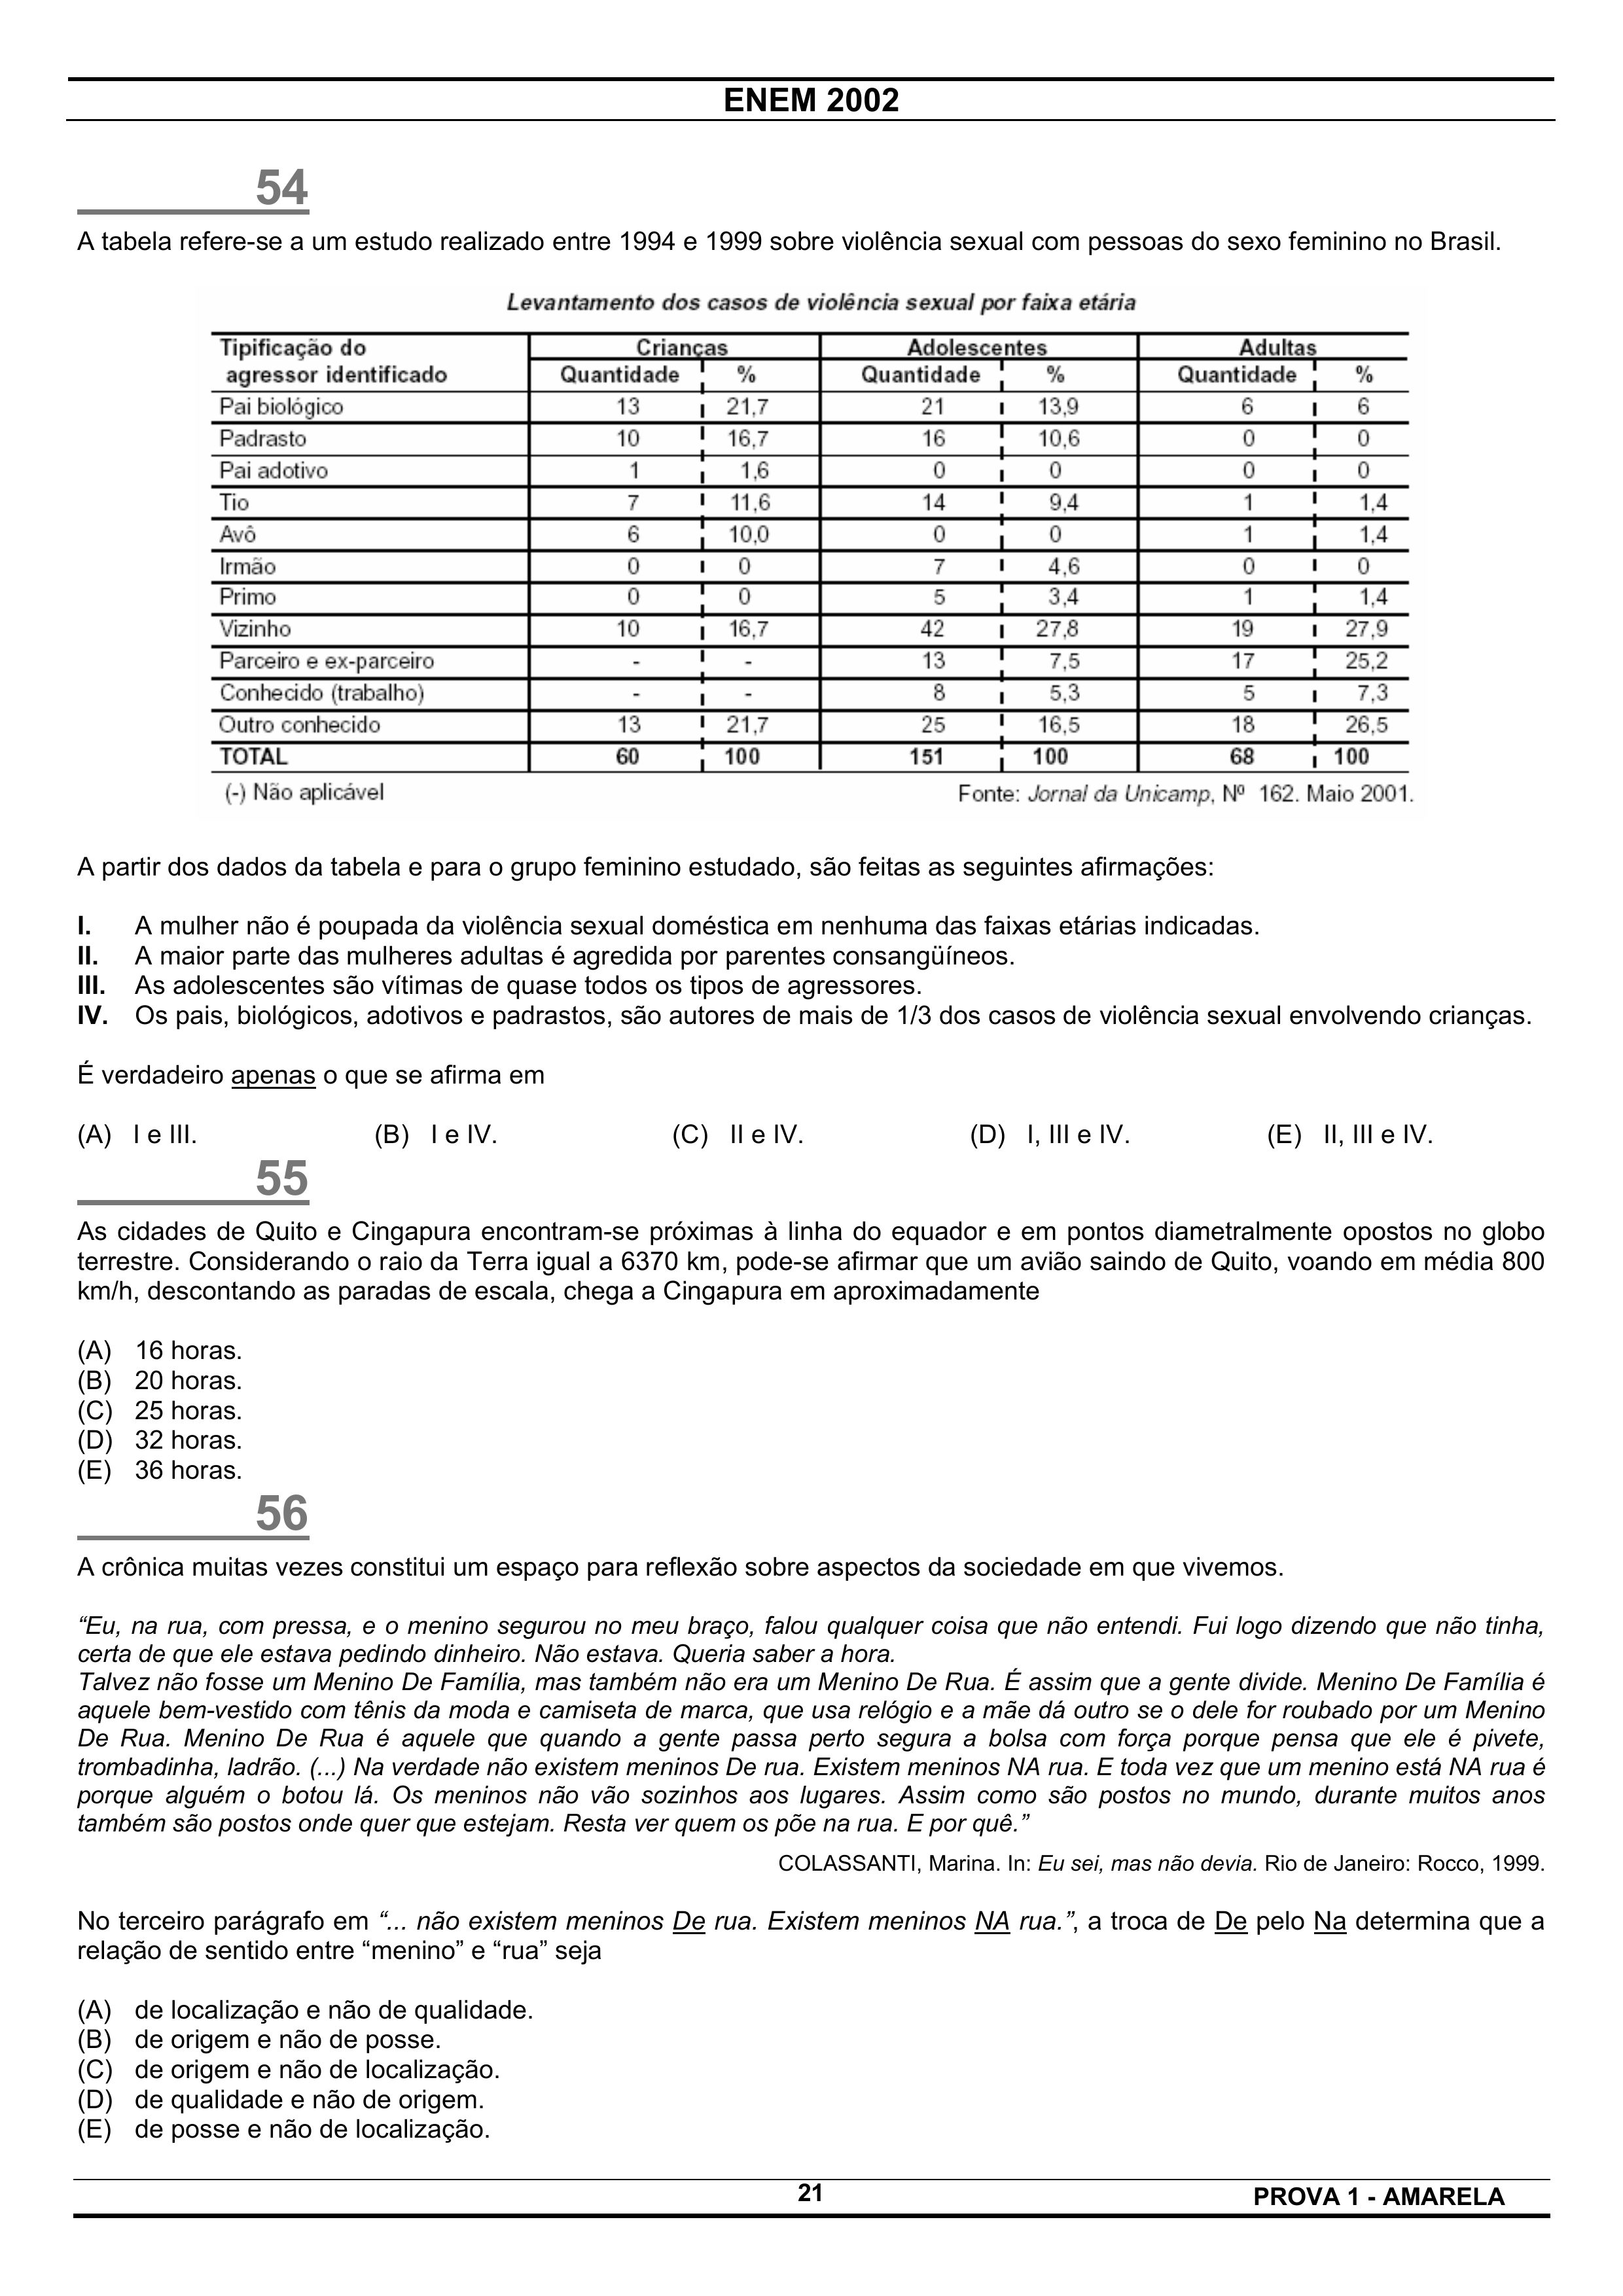 ENEM 2002
54
A tabela refere-se a um estudo realizado entre 1994 e 1999 sobre violência sexual com pessoas do sexo feminino no Brasil.
Levantamento dos casos de violência sexual por faixa etária
Tipificação do agressor identificado | Crianças | Adolescentes | Adultas
Quantidade | % | Quantidade | % | Quantidade | %
Pai biológico | 13 | 21,7 | 21 | 13,9 | 6 | 6
Padrasto | 10 | 16,7 | 16 | 10,6 | 0 | 0
Pai adotivo | 1 | 1,6 | 0 | 0 | 0 | 0
Tio | 7 | 11,6 | 14 | 9,4 | 1 | 1,4
Avô | 6 | 10,0 | 0 | 0 | 1 | 1,4
Irmão | 0 | 0 | 7 | 4,6 | 0 | 0
Primo | 0 | 0 | 5 | 3,4 | 1 | 1,4
Vizinho | 10 | 16,7 | 42 | 27,8 | 19 | 27,9
Parceiro e ex-parceiro | - | - | 13 | 7,5 | 17 | 25,2
Conhecido (trabalho) | - | - | 8 | 5,3 | 5 | 7,3
Outro conhecido | 13 | 21,7 | 25 | 16,5 | 18 | 26,5
TOTAL | 60 | 100 | 151 | 100 | 68 | 100
(-) Não aplicável
Fonte: Jornal da Unicamp, Nº 162. Maio 2001.
A partir dos dados da tabela e para o grupo feminino estudado, são feitas as seguintes afirmações:
I. A mulher não é poupada da violência sexual doméstica em nenhuma das faixas etárias indicadas.
II. A maior parte das mulheres adultas é agredida por parentes consangüíneos.
III. As adolescentes são vítimas de quase todos os tipos de agressores.
IV. Os pais, biológicos, adotivos e padrastos, são autores de mais de 1/3 dos casos de violência sexual envolvendo crianças.
É verdadeiro apenas o que se afirma em
(A) I e III. (B) I e IV. (C) II e IV. (D) I, III e IV. (E) II, III e IV.
55
As cidades de Quito e Cingapura encontram-se próximas à linha do equador e em pontos diametralmente opostos no globo
terrestre. Considerando o raio da Terra igual a 6370 km, pode-se afirmar que um avião saindo de Quito, voando em média 800
km/h, descontando as paradas de escala, chega a Cingapura em aproximadamente
(A) 16 horas.
(B) 20 horas.
(C) 25 horas.
(D) 32 horas.
(E) 36 horas.
56
A crônica muitas vezes constitui um espaço para reflexão sobre aspectos da sociedade em que vivemos.
“Eu, na rua, com pressa, e o menino segurou no meu braço, falou qualquer coisa que não entendi. Fui logo dizendo que não tinha,
certa de que ele estava pedindo dinheiro. Não estava. Queria saber a hora.
Talvez não fosse um Menino De Família, mas também não era um Menino De Rua. É assim que a gente divide. Menino De Família é
aquele bem-vestido com tênis da moda e camiseta de marca, que usa relógio e a mãe dá outro se o dele for roubado por um Menino
De Rua. Menino De Rua é aquele que quando a gente passa perto segura a bolsa com força porque pensa que ele é pivete,
trombadinha, ladrão. (...) Na verdade não existem meninos De rua. Existem meninos NA rua. E toda vez que um menino está NA rua é
porque alguém o botou lá. Os meninos não vão sozinhos aos lugares. Assim como são postos no mundo, durante muitos anos
também são postos onde quer que estejam. Resta ver quem os põe na rua. E por quê.”
COLASSANTI, Marina. In: Eu sei, mas não devia. Rio de Janeiro: Rocco, 1999.
No terceiro parágrafo em “... não existem meninos De rua. Existem meninos NA rua.”, a troca de De pelo Na determina que a
relação de sentido entre “menino” e “rua” seja
(A) de localização e não de qualidade.
(B) de origem e não de posse.
(C) de origem e não de localização.
(D) de qualidade e não de origem.
(E) de posse e não de localização.
21
PROVA 1 - AMARELA